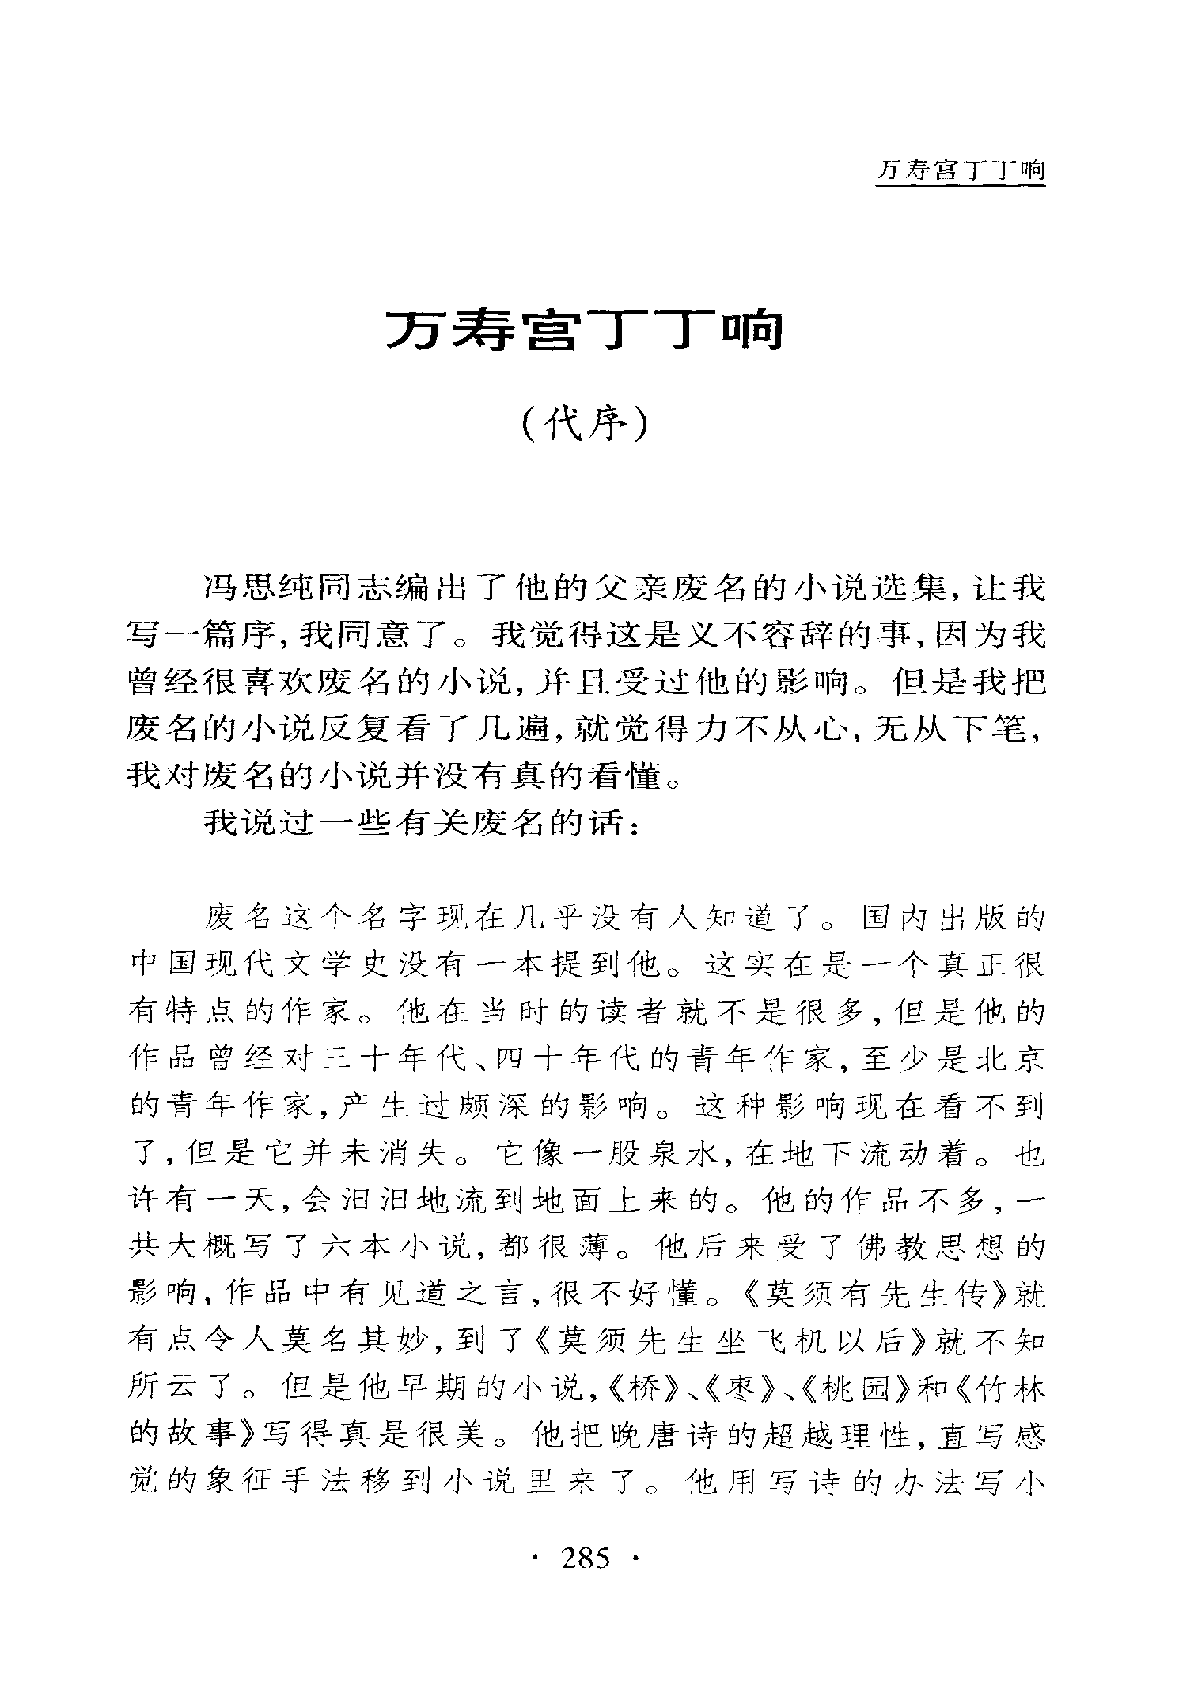 万寿宫丁丁响
万寿宫丁丁响
(代序)
冯思纯同志编出了他的父亲废名的小说选集,让我
写一篇序,我同意了。我觉得这是义不容辞的事,因为我
曾经很喜欢废名的小说,并且受过他的影响。但是我把
废名的小说反复看了几遍,就觉得力不从心,无从下笔,
我对废名的小说并没有真的看懂。
我说过一些有关废名的话:
废名这个名字现在几乎没有人知道了。国内出版的
中国现代文学史没有一本提到他。这实在是一个真正很
有特点的作家。他在当时的读者就不是很多,但是他的
作品曾经对三十年代、四十年代的青年作家,至少是北京
的青年作家,产生过颇深的影响。这种影响现在看不到
了,但是它并未消失。它像一股泉水,在地下流动着。也
许有一天,会汩汩地流到地面上来的。他的作品不多,一
共大概写了六本小说,都很薄。他后来受了佛教思想的
影响,作品中有见道之言,很不好懂。《莫须有先生传》就
有点令人莫名其妙,到了《莫须先生坐飞机以后》就不知
所云了。但是他早期的小说,《桥》、《枣》、《桃园》和《竹林
的故事》写得真是很美。他把晚唐诗的超越理性,直写感
觉的象征手法移到小说里来了。他用写诗的办法写小
· 285 ·